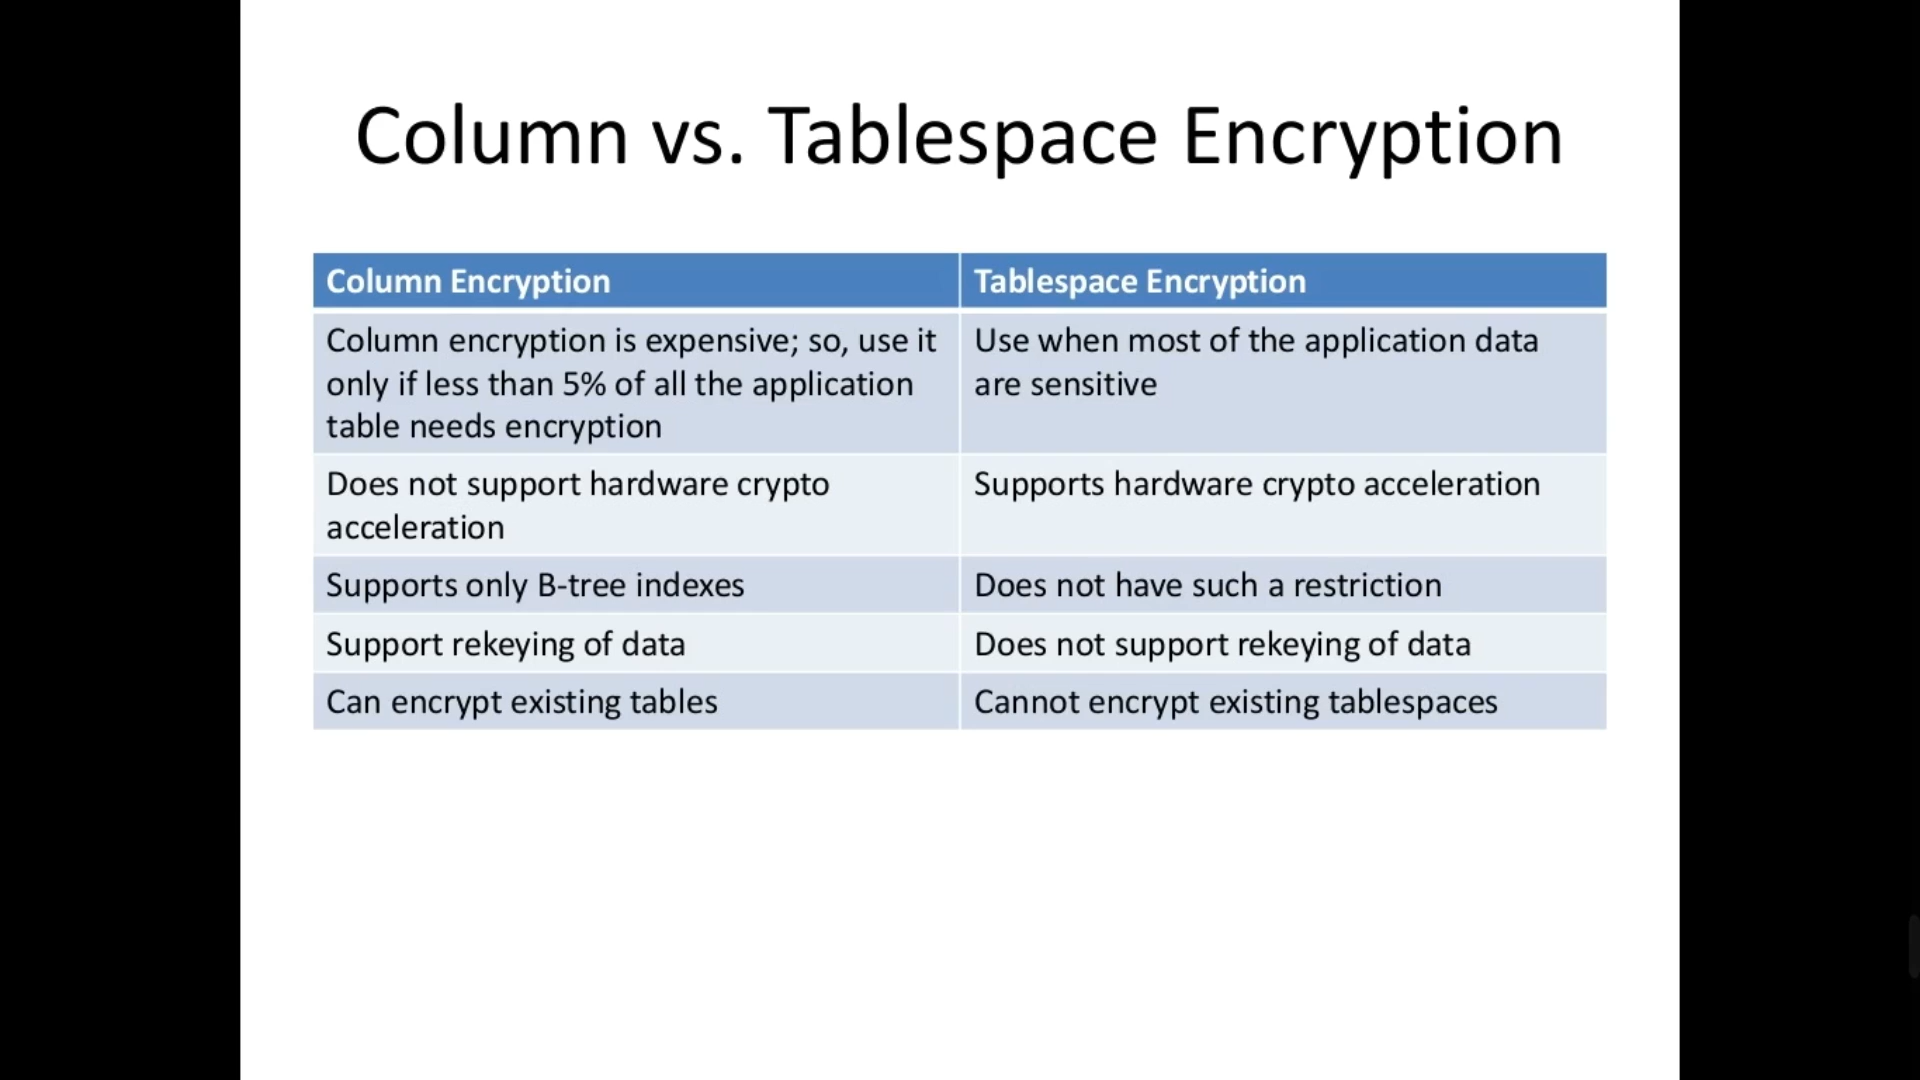 Column vs. Tablespace Encryption
Column Encryption
Tablespace Encryption
Column encryption is expensive; so, use it
only if less than 5% of all the application
table needs encryption
Use when most of the application data
are sensitive
Does not support hardware crypto
acceleration
Supports hardware crypto acceleration
Supports only B-tree indexes
Does not have such a restriction
Support rekeying of data
Does not support rekeying of data
Can encrypt existing tables
Cannot encrypt existing tablespaces